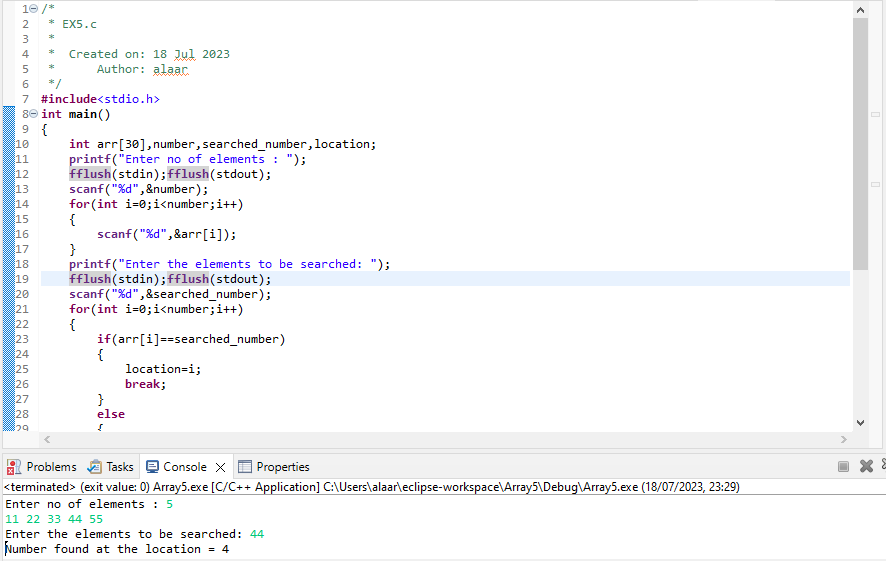 1 /*
2  * EX5.c
3  *
4  *  Created on: 18 Jul 2023
5  *      Author: alaar
6  */
7 #include<stdio.h>
8 int main()
9 {
10     int arr[30],number,searched_number,location;
11     printf("Enter no of elements : ");
12     fflush(stdin);fflush(stdout);
13     scanf("%d",&number);
14     for(int i=0;i<number;i++)
15     {
16         scanf("%d",&arr[i]);
17     }
18     printf("Enter the elements to be searched: ");
19     fflush(stdin);fflush(stdout);
20     scanf("%d",&searched_number);
21     for(int i=0;i<number;i++)
22     {
23         if(arr[i]==searched_number)
24         {
25             location=i;
26             break;
27         }
28         else
29         {
Problems Tasks Console Properties
<terminated> (exit value: 0) Array5.exe [C/C++ Application] C:\Users\alaar\eclipse-workspace\Array5\Debug\Array5.exe (18/07/2023, 23:29)
Enter no of elements : 5
11 22 33 44 55
Enter the elements to be searched: 44
Number found at the location = 4